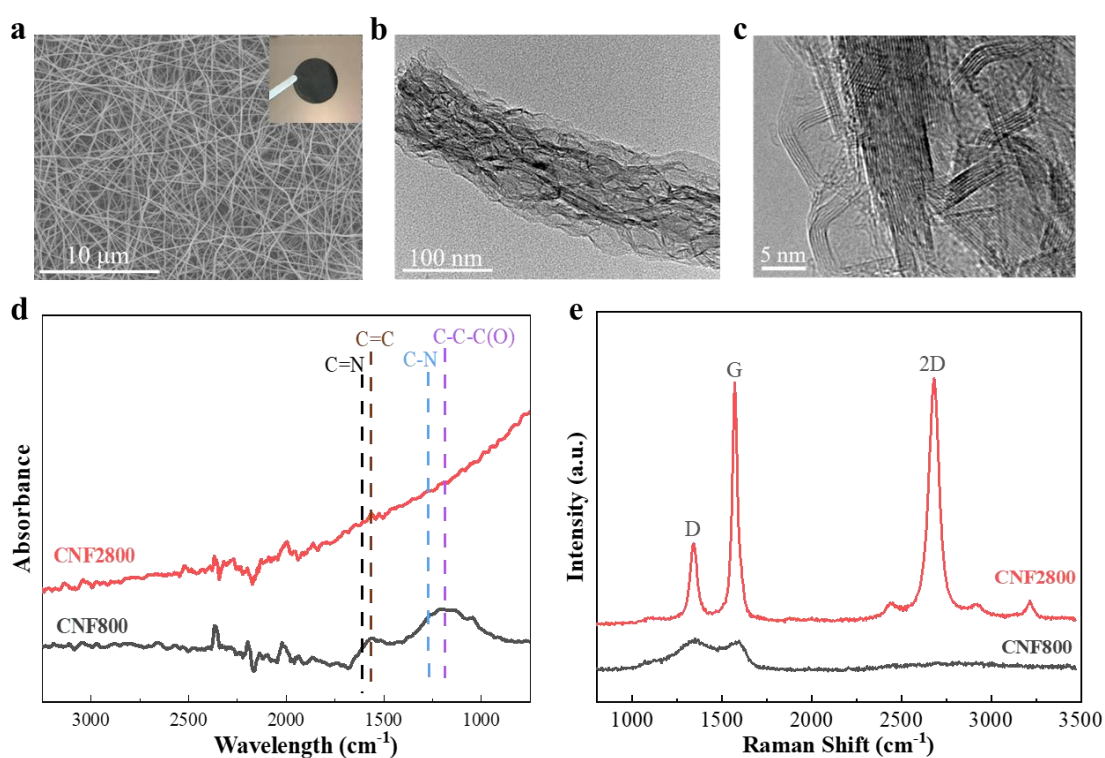 a
b
c
10 μm
100 nm
5 nm
d
C=C
C-C-C(O)
C=N
C-N
CNF2800
CNF800
Absorbance
3000 2500 2000 1500 1000
Wavelength (cm-1)
e
D
G
2D
CNF2800
CNF800
Intensity (a.u.)
1000 1500 2000 2500 3000 3500
Raman Shift (cm-1)